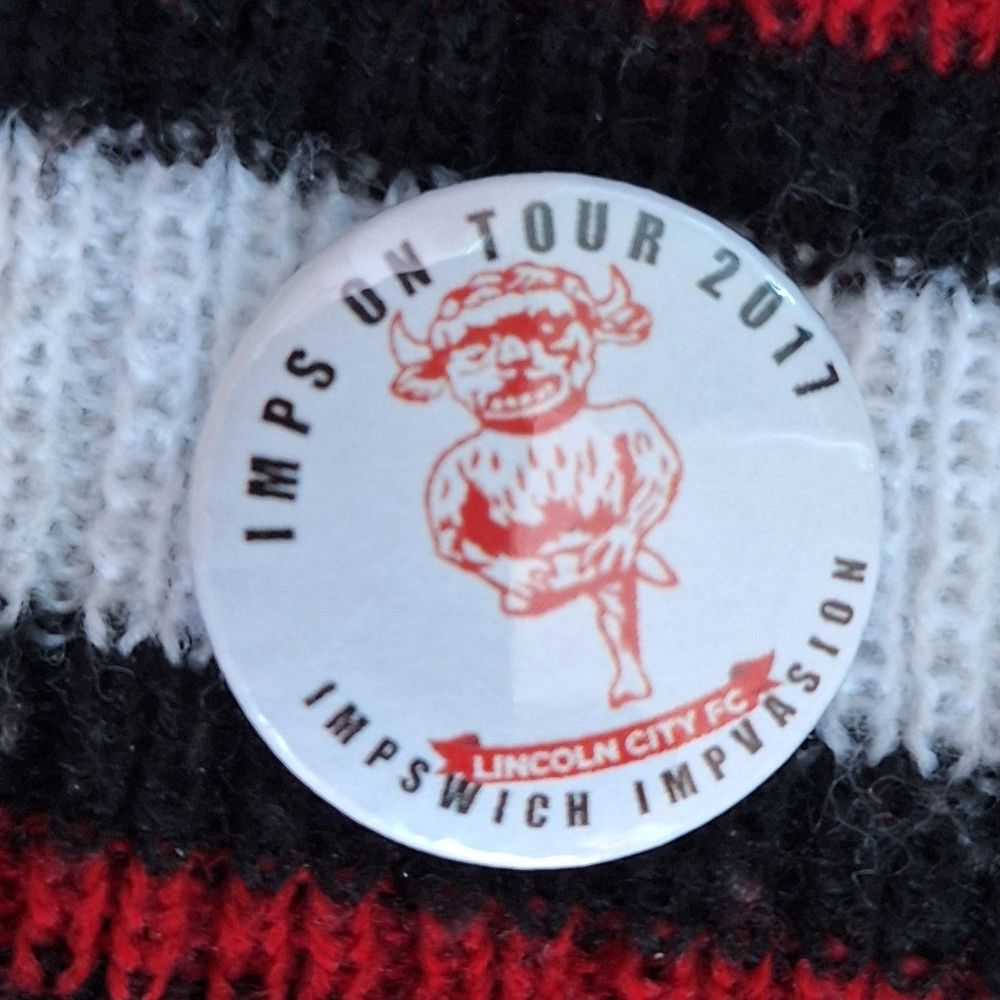 IMPS ON TOUR 2017
LINCOLN CITY FC
IMPSWICH IMPVASION